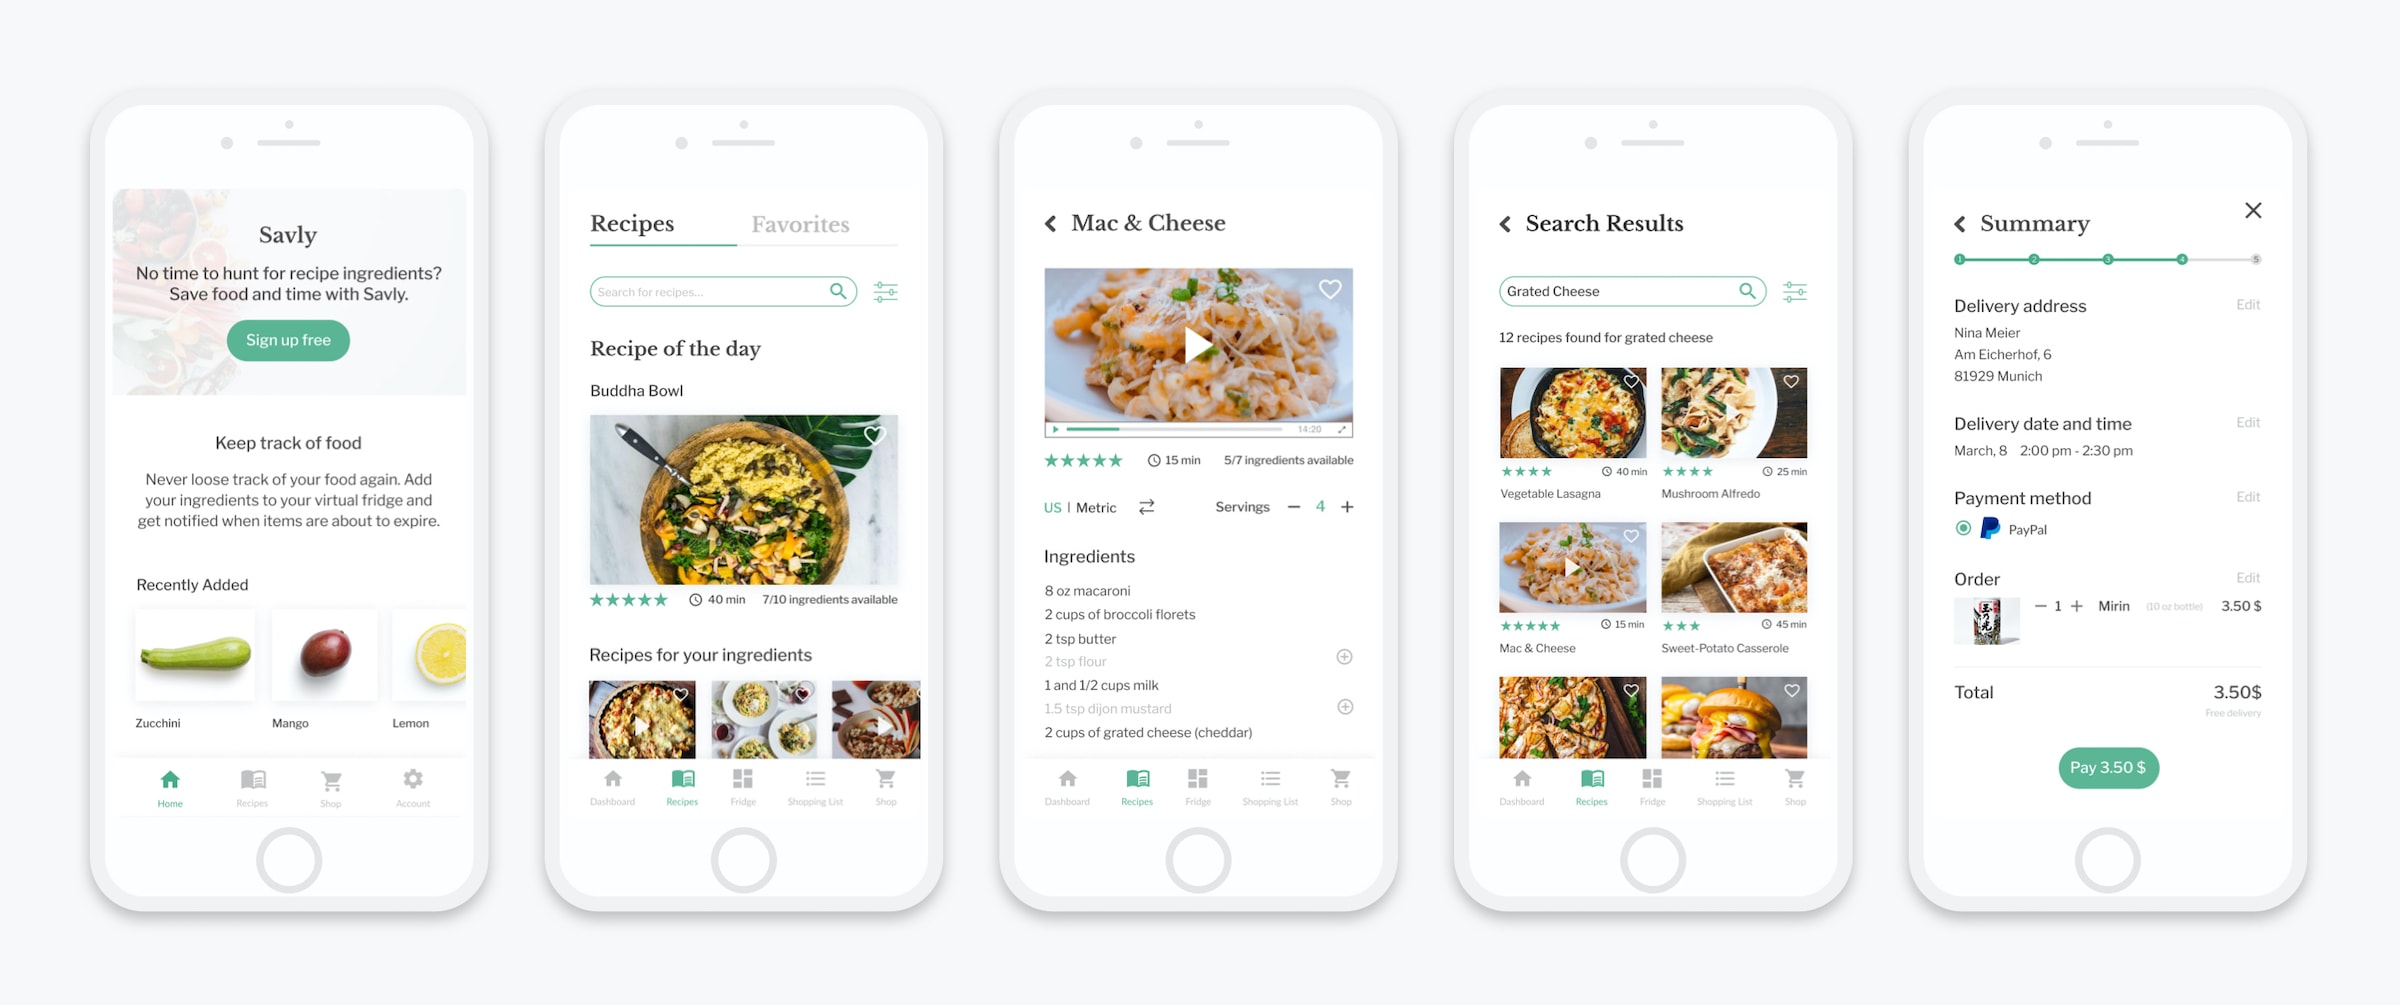 Savly
No time to hunt for recipe ingredients?
Save food and time with Savly.
Sign up free
Keep track of food
Never loose track of your food again. Add
your ingredients to your virtual fridge and
get notified when items are about to expire.
Recently Added
Zucchini Mango Lemon
Home Recipes Shop Account
Recipes Favorites
Search for recipes...
Recipe of the day
Buddha Bowl
40 min 7/10 ingredients available
Recipes for your ingredients
Dashboard Recipes Fridge Shopping List Shop
Mac & Cheese
14:20
15 min 5/7 ingredients available
US | Metric Servings 4
Ingredients
8 oz macaroni
2 cups of broccoli florets
2 tsp butter
2 tsp flour
1 and 1/2 cups milk
1.5 tsp dijon mustard
2 cups of grated cheese (cheddar)
Dashboard Recipes Fridge Shopping List Shop
Search Results
Grated Cheese
12 recipes found for grated cheese
40 min 25 min
Vegetable Lasagna Mushroom Alfredo
15 min 45 min
Mac & Cheese Sweet-Potato Casserole
Dashboard Recipes Fridge Shopping List Shop
Summary
1 2 3 4 5
Delivery address Edit
Nina Meier
Am Eicherhof, 6
81929 Munich
Delivery date and time Edit
March, 8 2:00 pm - 2:30 pm
Payment method Edit
PayPal
Order Edit
1 Mirin (10 oz bottle) 3.50 $
Total 3.50$
Free delivery
Pay 3.50 $